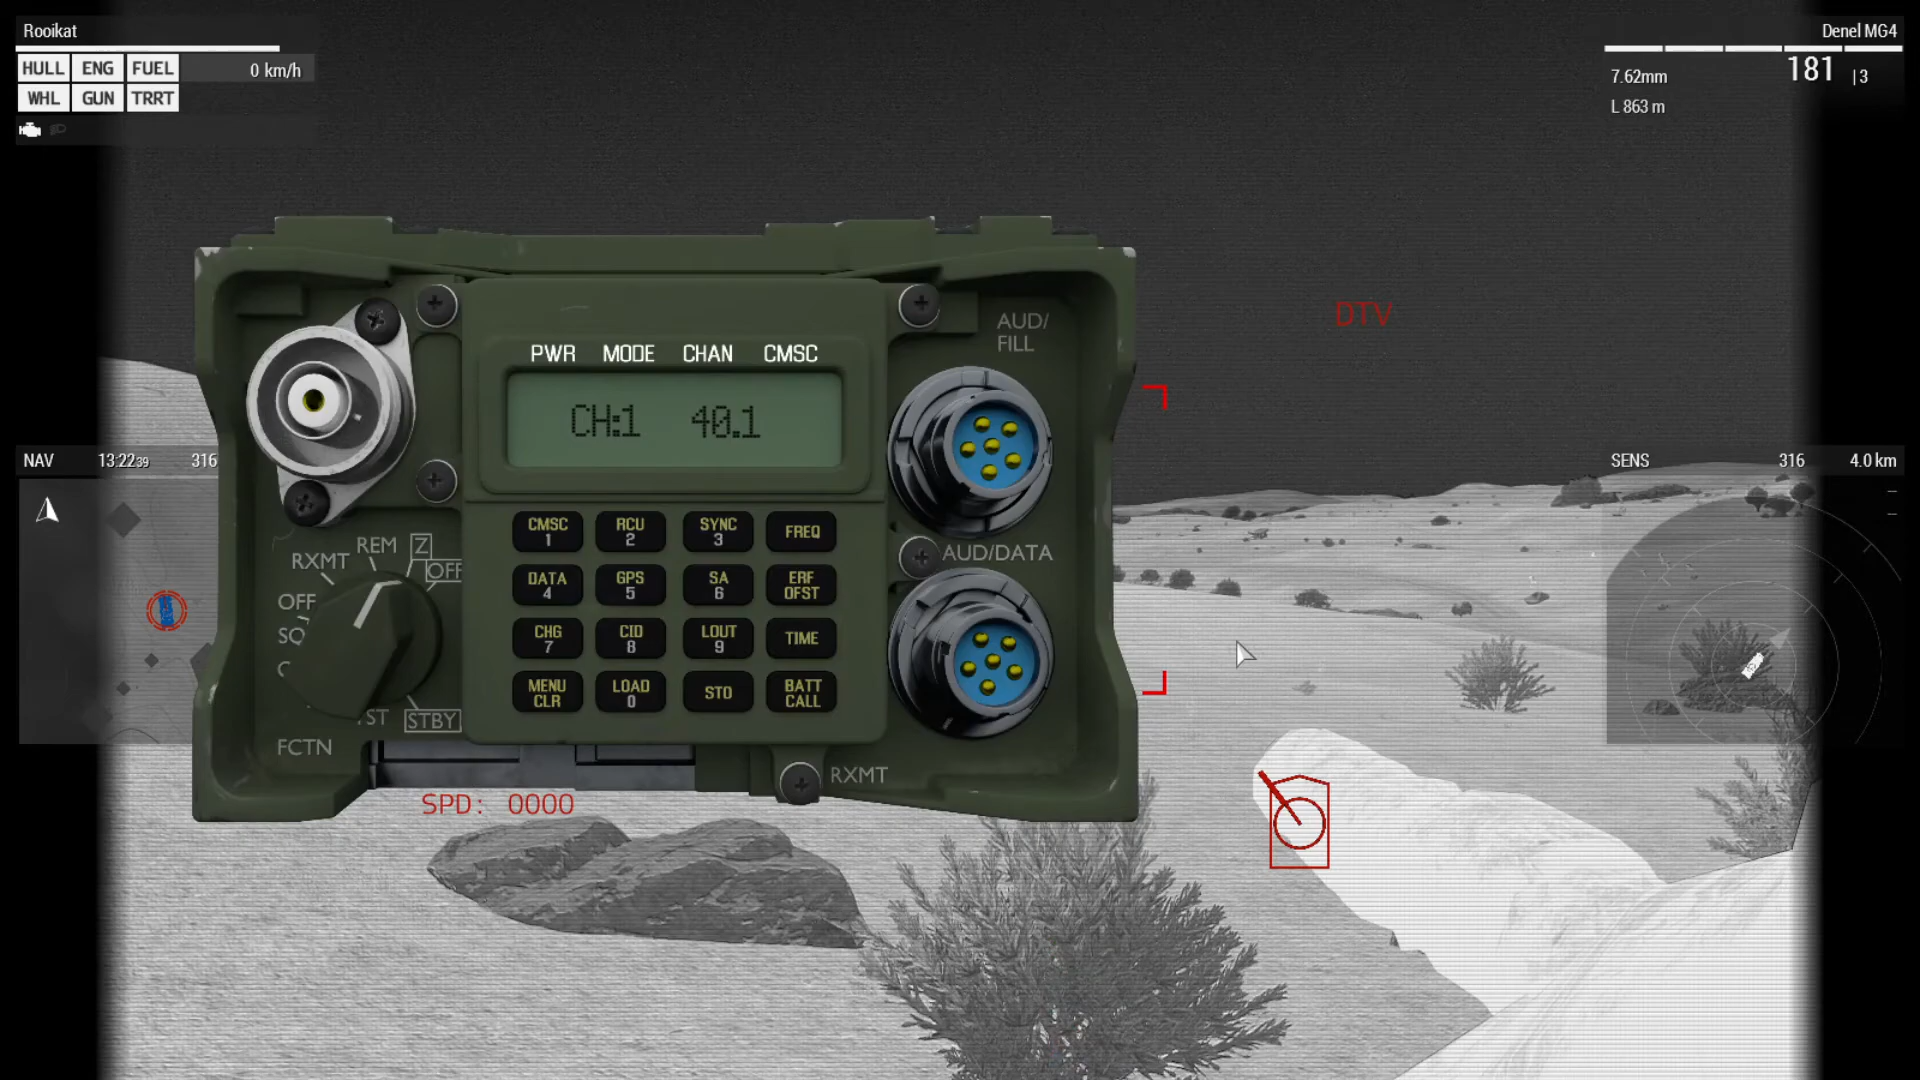 Rooikat
HULL ENG FUEL 0 km/h
WHL GUN TRRT
Denel MG4
7.62mm 181 |3
L 863 m
DTV
AUD/
FILL
PWR MODE CHAN CMSC
CH:1 40.1
NAV 13:22:39 316
SENS 316 4.0 km
CMSC 1 RCU 2 SYNC 3 FREQ
DATA 4 GPS 5 SA 6 ERF OFST
CHG 7 CID 8 LOUT 9 TIME
MENU CLR LOAD 0 STO BATT CALL
AUD/DATA
REM Z
RXMT OFF
OFF
SQ
ST STBY
FCTN
RXMT
SPD: 0000